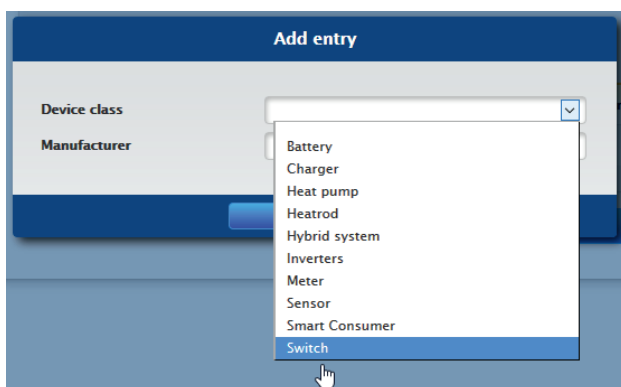 Add entry
Device class
Manufacturer
Battery
Charger
Heat pump
Heatrod
Hybrid system
Inverters
Meter
Sensor
Smart Consumer
Switch